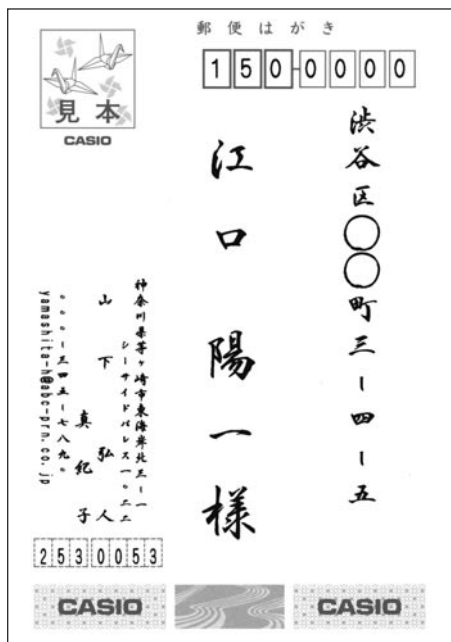 郵便はがき
150-0000
見本
CASIO
渋谷区〇〇町三ー四ー五
江口陽一様
神奈川県茅ヶ崎市東海岸北三ー一
シーサイドパレス一〇二二
山下弘人
真紀子
〇〇〇〇ー三四五ー七八九〇
yamashita-h@abc-prn.co.jp
2530053
CASIO
CASIO